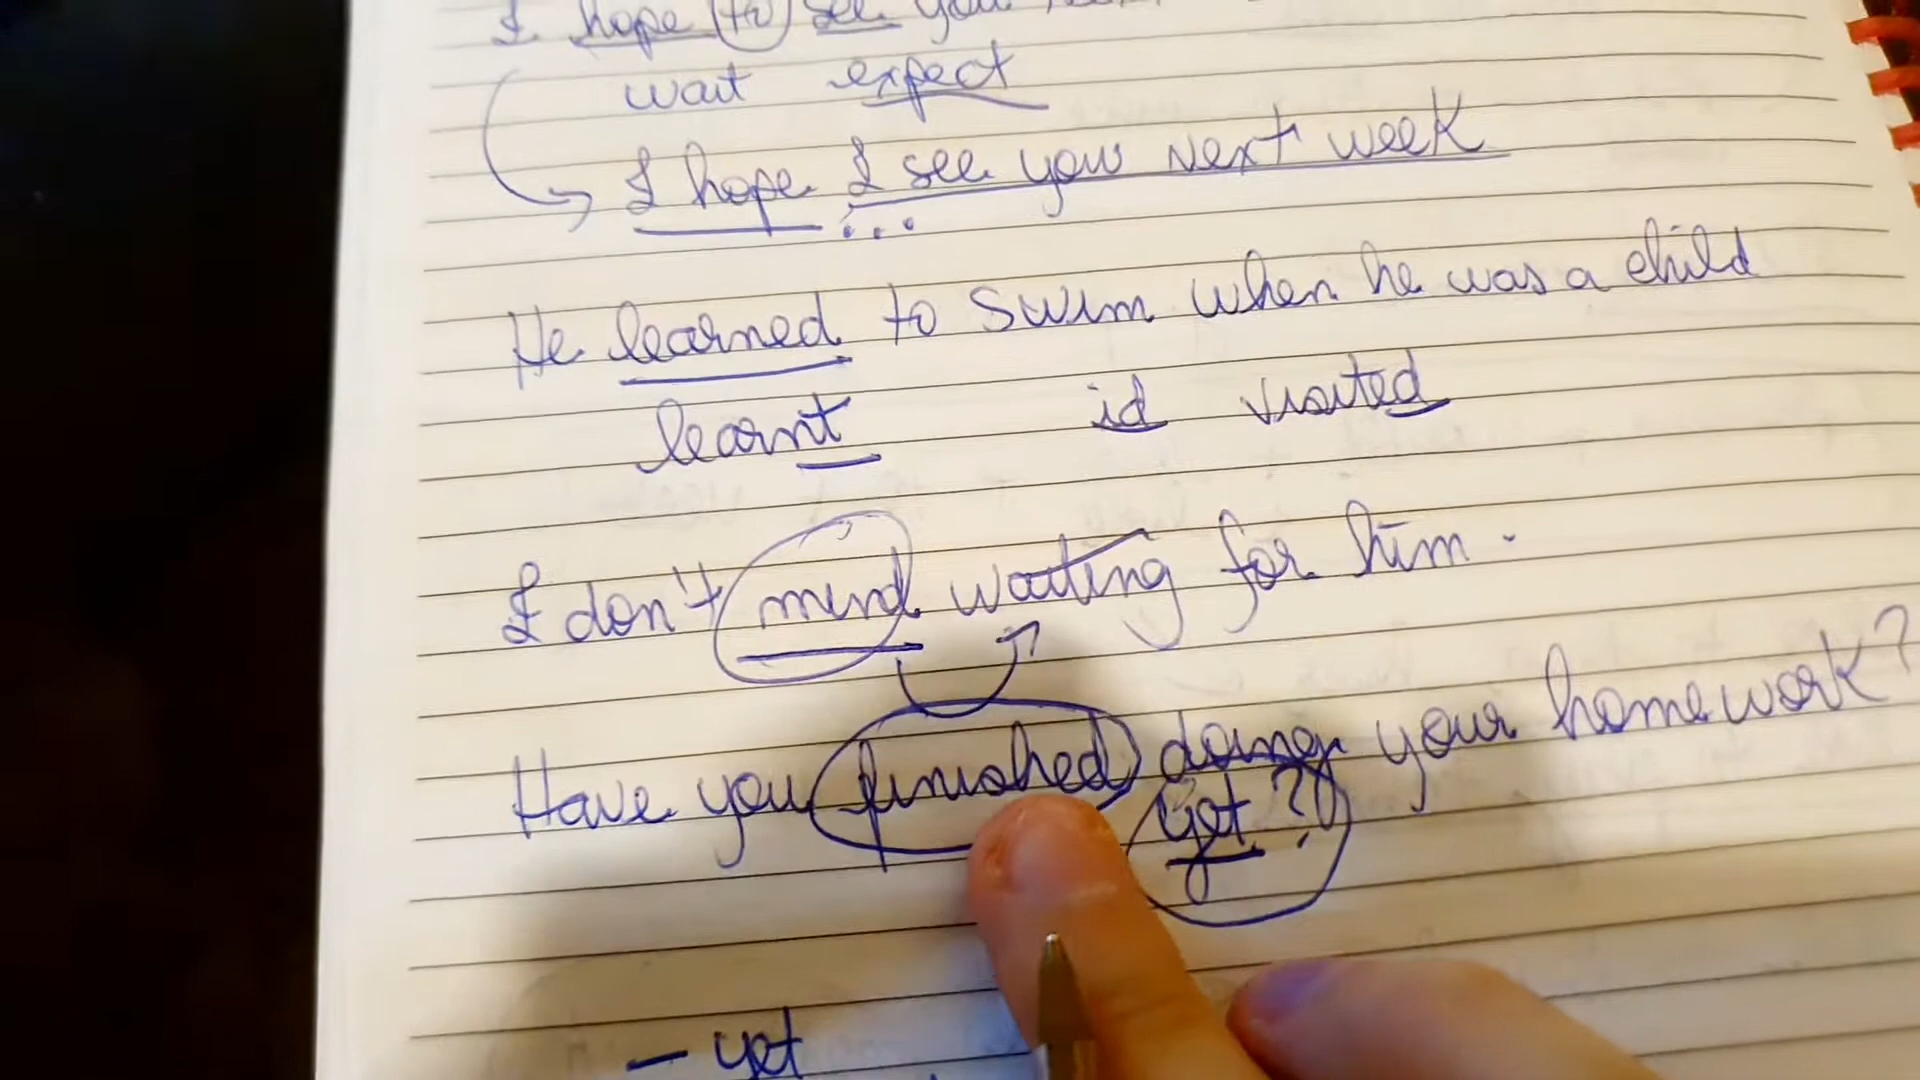 I hope to see you
wait expect
I hope I see you next week
He learned to swim when he was a child
learnt id visited
I don't mind waiting for him.
Have you finished doing your homework?
yet?
- yet